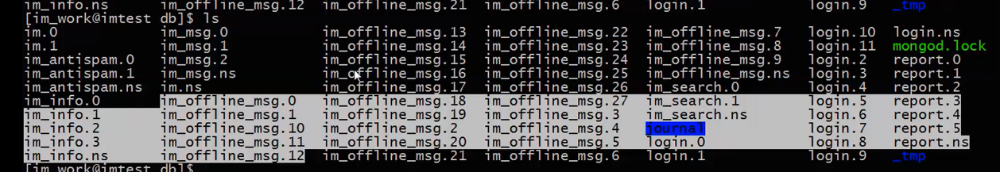 im_info.ns im_offline_msg.12 im_offline_msg.21 im_offline_msg.6 login.1 login.9 _tmp
[im_work@imtest db]$ ls
im.0 im_msg.0 im_offline_msg.13 im_offline_msg.22 im_offline_msg.7 login.10 login.ns
im.1 im_msg.1 im_offline_msg.14 im_offline_msg.23 im_offline_msg.8 login.11 mongod.lock
im_antispam.0 im_msg.2 im_offline_msg.15 im_offline_msg.24 im_offline_msg.9 login.2 report.0
im_antispam.1 im_msg.ns im_offline_msg.16 im_offline_msg.25 im_offline_msg.ns login.3 report.1
im_antispam.ns im.ns im_offline_msg.17 im_offline_msg.26 im_search.0 login.4 report.2
im_info.0 im_offline_msg.0 im_offline_msg.18 im_offline_msg.27 im_search.1 login.5 report.3
im_info.1 im_offline_msg.1 im_offline_msg.19 im_offline_msg.3 im_search.ns login.6 report.4
im_info.2 im_offline_msg.10 im_offline_msg.2 im_offline_msg.4 journal login.7 report.5
im_info.3 im_offline_msg.11 im_offline_msg.20 im_offline_msg.5 login.0 login.8 report.ns
im_info.ns im_offline_msg.12 im_offline_msg.21 im_offline_msg.6 login.1 login.9 _tmp
[im_work@imtest db]$